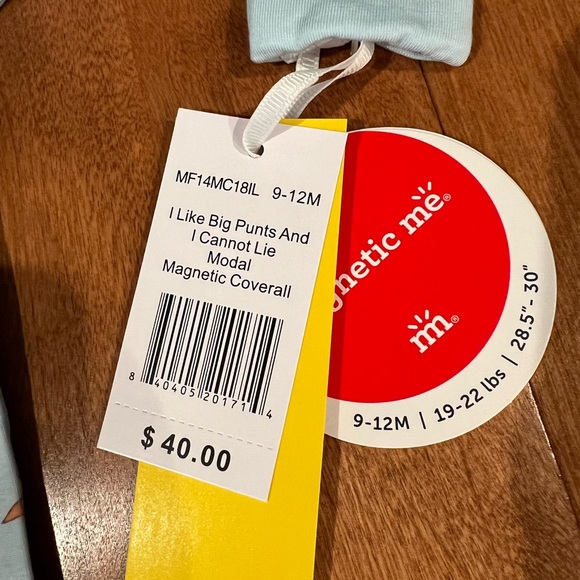 MF14MC18IL 9-12M
I Like Big Punts And
I Cannot Lie
Modal
Magnetic Coverall
8 40405 20171 4
$ 40.00
me®
m®
9-12M | 19-22 lbs | 28.5"- 30"